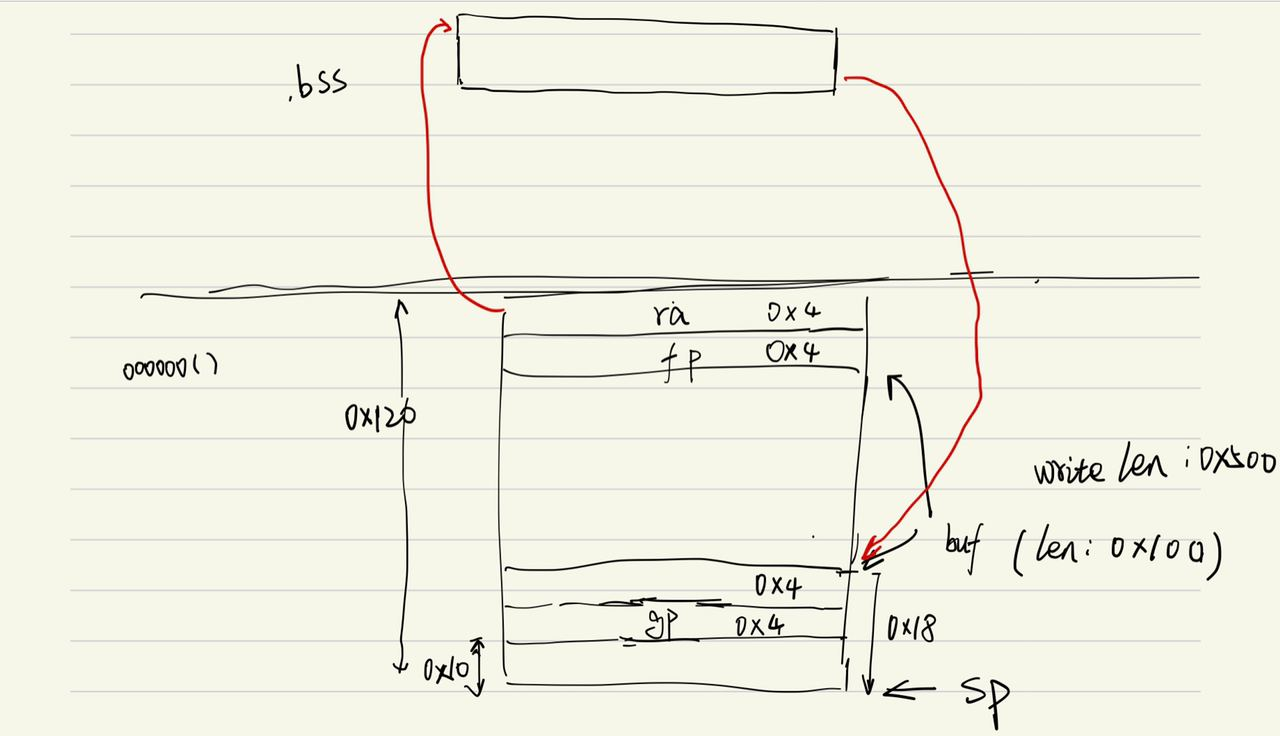 .bss
ra 0x4
fp 0x4
000000()
0x120
write len : 0x500
buf (len: 0x100)
0x4
gp 0x4
0x18
0x10
sp